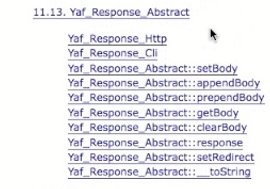 11.13. Yaf_Response_Abstract
Yaf_Response_Http
Yaf_Response_Cli
Yaf_Response_Abstract::setBody
Yaf_Response_Abstract::appendBody
Yaf_Response_Abstract::prependBody
Yaf_Response_Abstract::getBody
Yaf_Response_Abstract::clearBody
Yaf_Response_Abstract::response
Yaf_Response_Abstract::setRedirect
Yaf_Response_Abstract::__toString